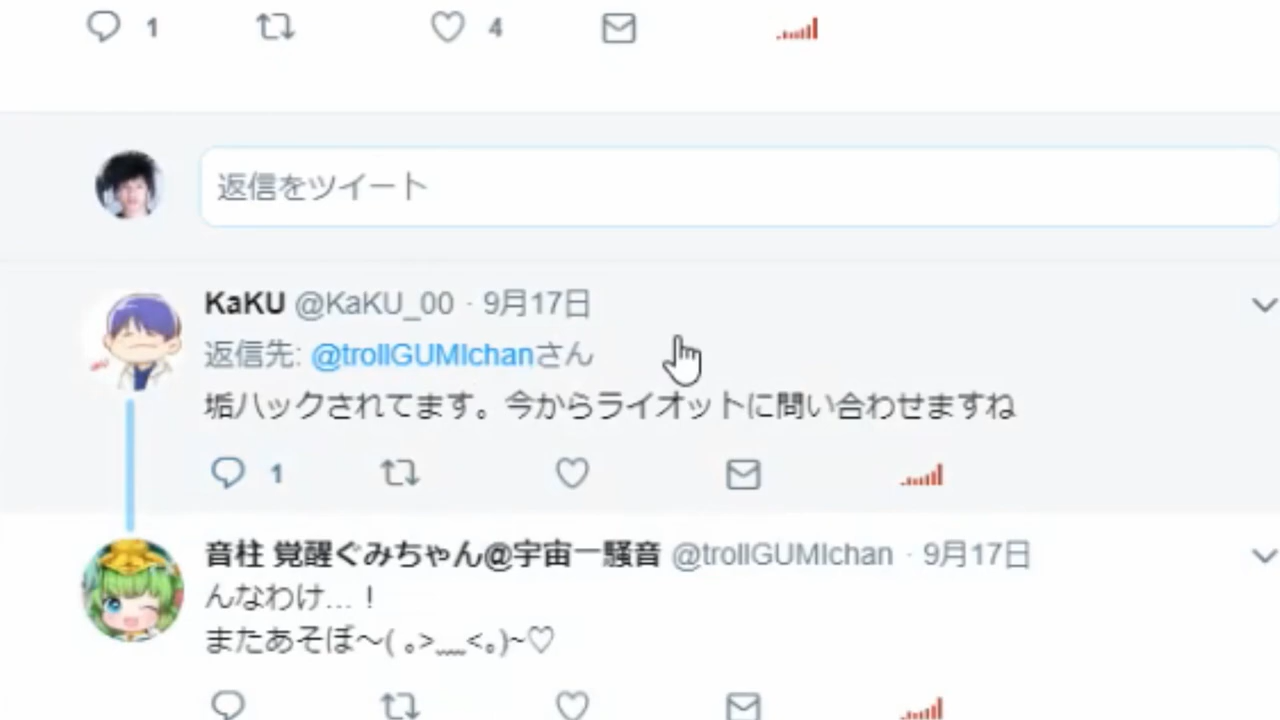 1 4
返信をツイート
KaKU @KaKU_00 · 9月17日
返信先: @trollGUMIchanさん
垢ハックされてます。今からライオットに問い合わせますね
1
音柱 覚醒ぐみちゃん@宇宙一騒音 @trollGUMIchan · 9月17日
んなわけ...！
またあそぼ〜( ｡>﹏<｡)~♡